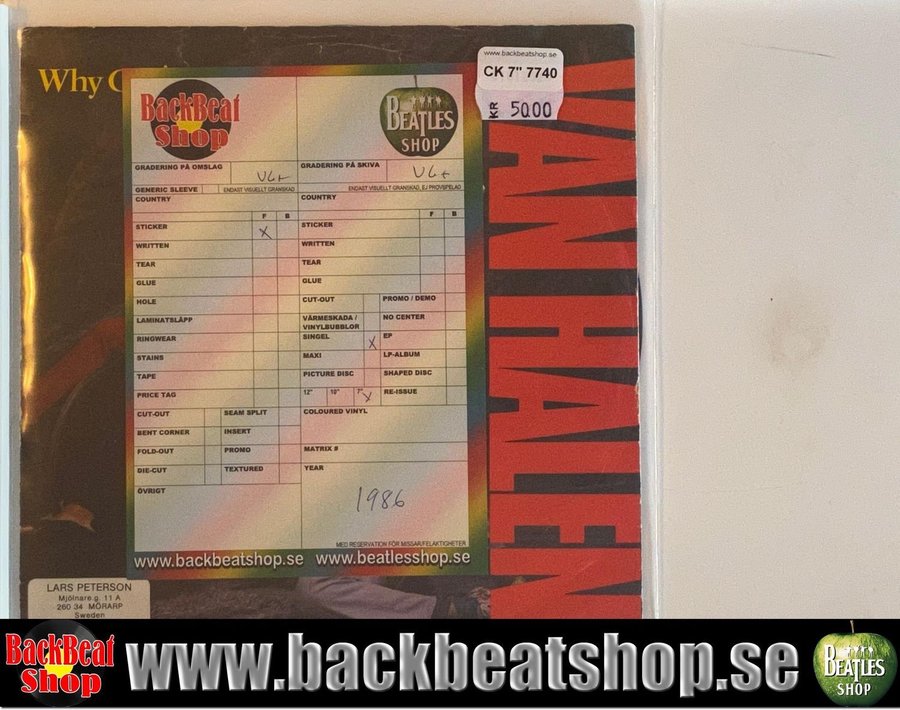 Why
www.backbeatshop.se
CK 7" 7740
KR 50.00
VAN HALEN
BackBeat Shop
BEATLES SHOP
GRADERING PÅ OMSLAG VG+
GRADERING PÅ SKIVA VG+
GENERIC SLEEVE ENDAST VISUELLT GRANSKAD
ENDAST VISUELLT GRANSKAD, EJ PROVSPELAD
COUNTRY
F B
STICKER X
WRITTEN
TEAR
GLUE
HOLE
LAMINATSLÄPP
RINGWEAR
STAINS
TAPE
PRICE TAG
CUT-OUT SEAM SPLIT
BENT CORNER INSERT
FOLD-OUT PROMO
DIE-CUT TEXTURED
ÖVRIGT
COUNTRY
F B
STICKER
WRITTEN
TEAR
GLUE
CUT-OUT PROMO / DEMO
VÄRMESKADA / VINYLBUBBLOR NO CENTER
SINGEL X EP
MAXI LP-ALBUM
PICTURE DISC SHAPED DISC
12" 10" 7" X RE-ISSUE
COLOURED VINYL
MATRIX #
YEAR
1986
MED RESERVATION FÖR MISSAR/FELAKTIGHETER
www.backbeatshop.se www.beatlesshop.se
LARS PETERSON
Mjölnare.g. 11 A
260 34 MÖRARP
Sweden
BackBeat Shop
www.backbeatshop.se
BEATLES SHOP